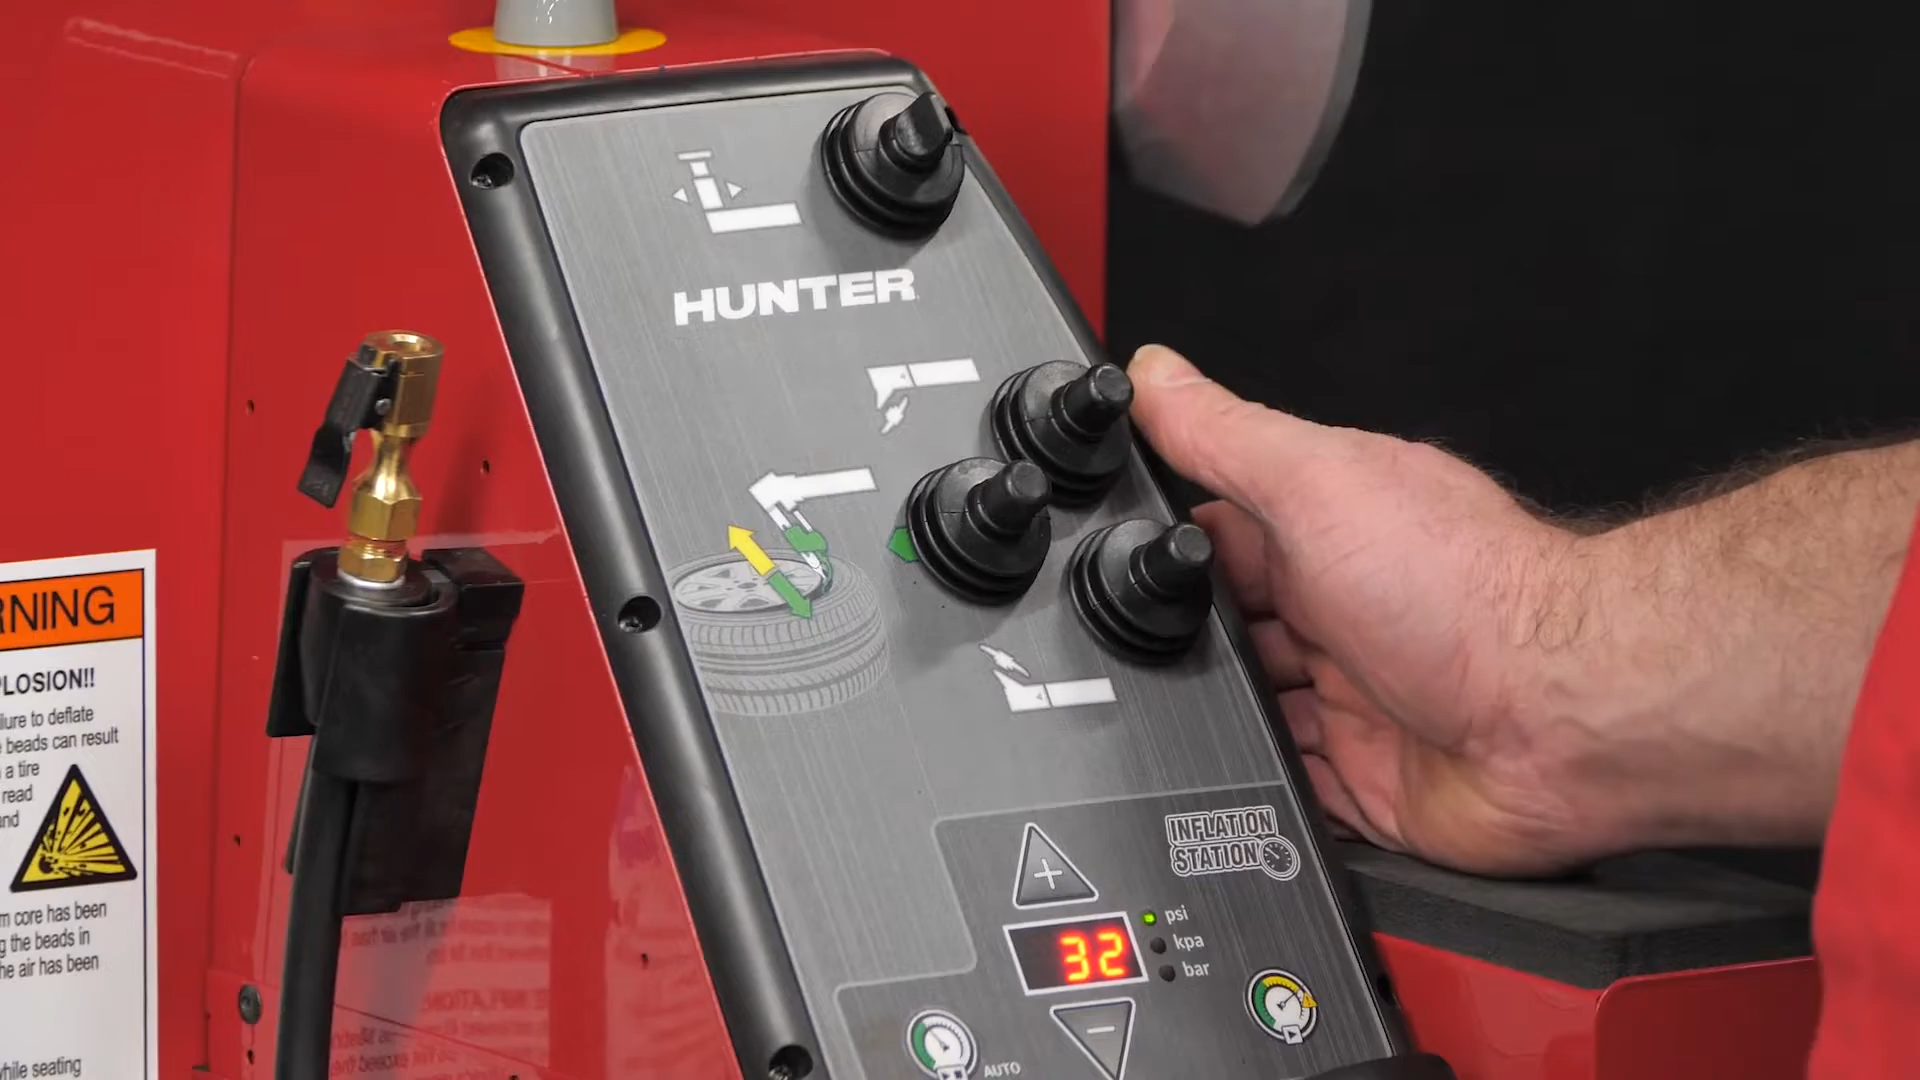 HUNTER
INFLATION
STATION
+
psi
kpa
bar
32
−
AUTO
RNING
PLOSION!!
ilure to deflate
e beads can result
a tire
read
and
m core has been
g the beads in
he air has been
while seating